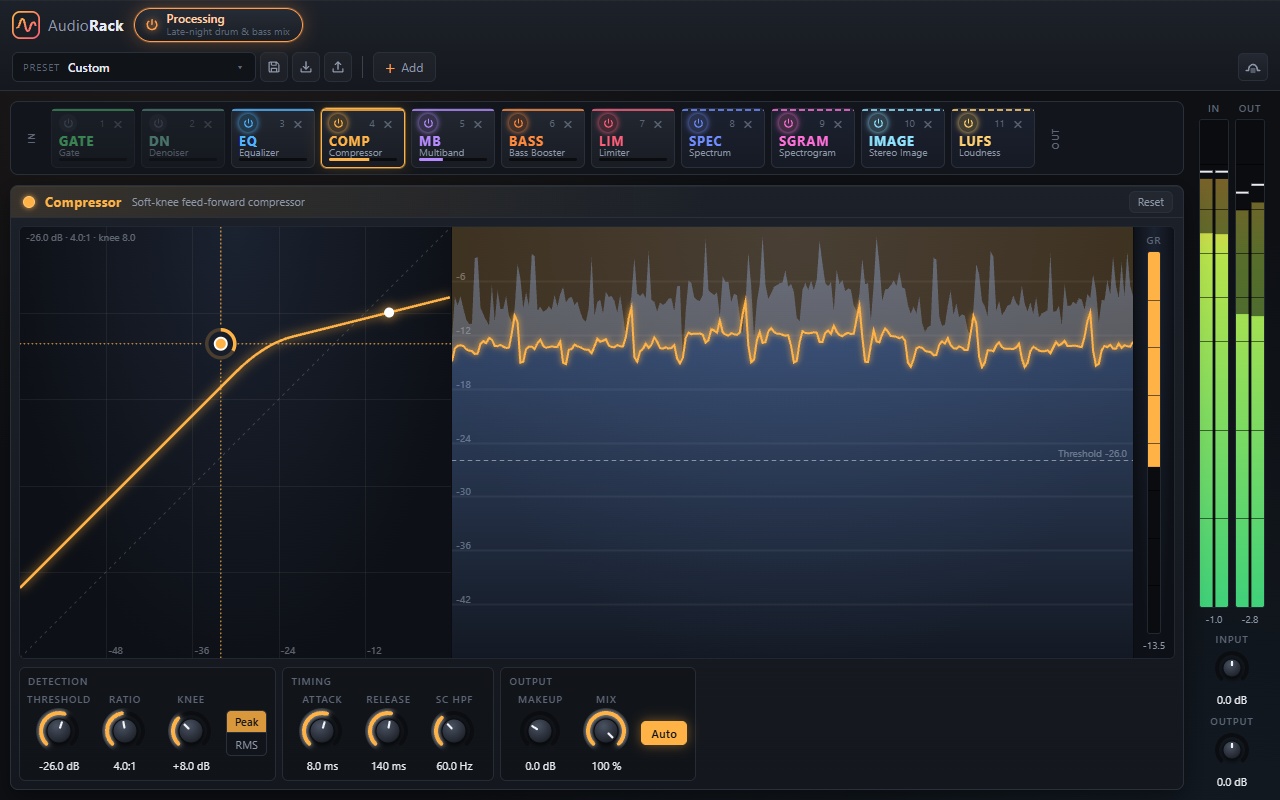 AudioRack
Processing
Late-night drum & bass mix
PRESET Custom
+ Add
IN
1
GATE
Gate
2
DN
Denoiser
3
EQ
Equalizer
4
COMP
Compressor
5
MB
Multiband
6
BASS
Bass Booster
7
LIM
Limiter
8
SPEC
Spectrum
9
SGRAM
Spectrogram
10
IMAGE
Stereo Image
11
LUFS
Loudness
OUT
IN OUT
Compressor Soft-knee feed-forward compressor
Reset
-26.0 dB · 4.0:1 · knee 8.0
-48 -36 -24 -12
-6
-12
-18
-24
Threshold -26.0
-30
-36
-42
GR
-13.5
-1.0 -2.8
INPUT
0.0 dB
OUTPUT
0.0 dB
DETECTION
THRESHOLD RATIO KNEE
Peak
RMS
-26.0 dB 4.0:1 +8.0 dB
TIMING
ATTACK RELEASE SC HPF
8.0 ms 140 ms 60.0 Hz
OUTPUT
MAKEUP MIX
Auto
0.0 dB 100 %